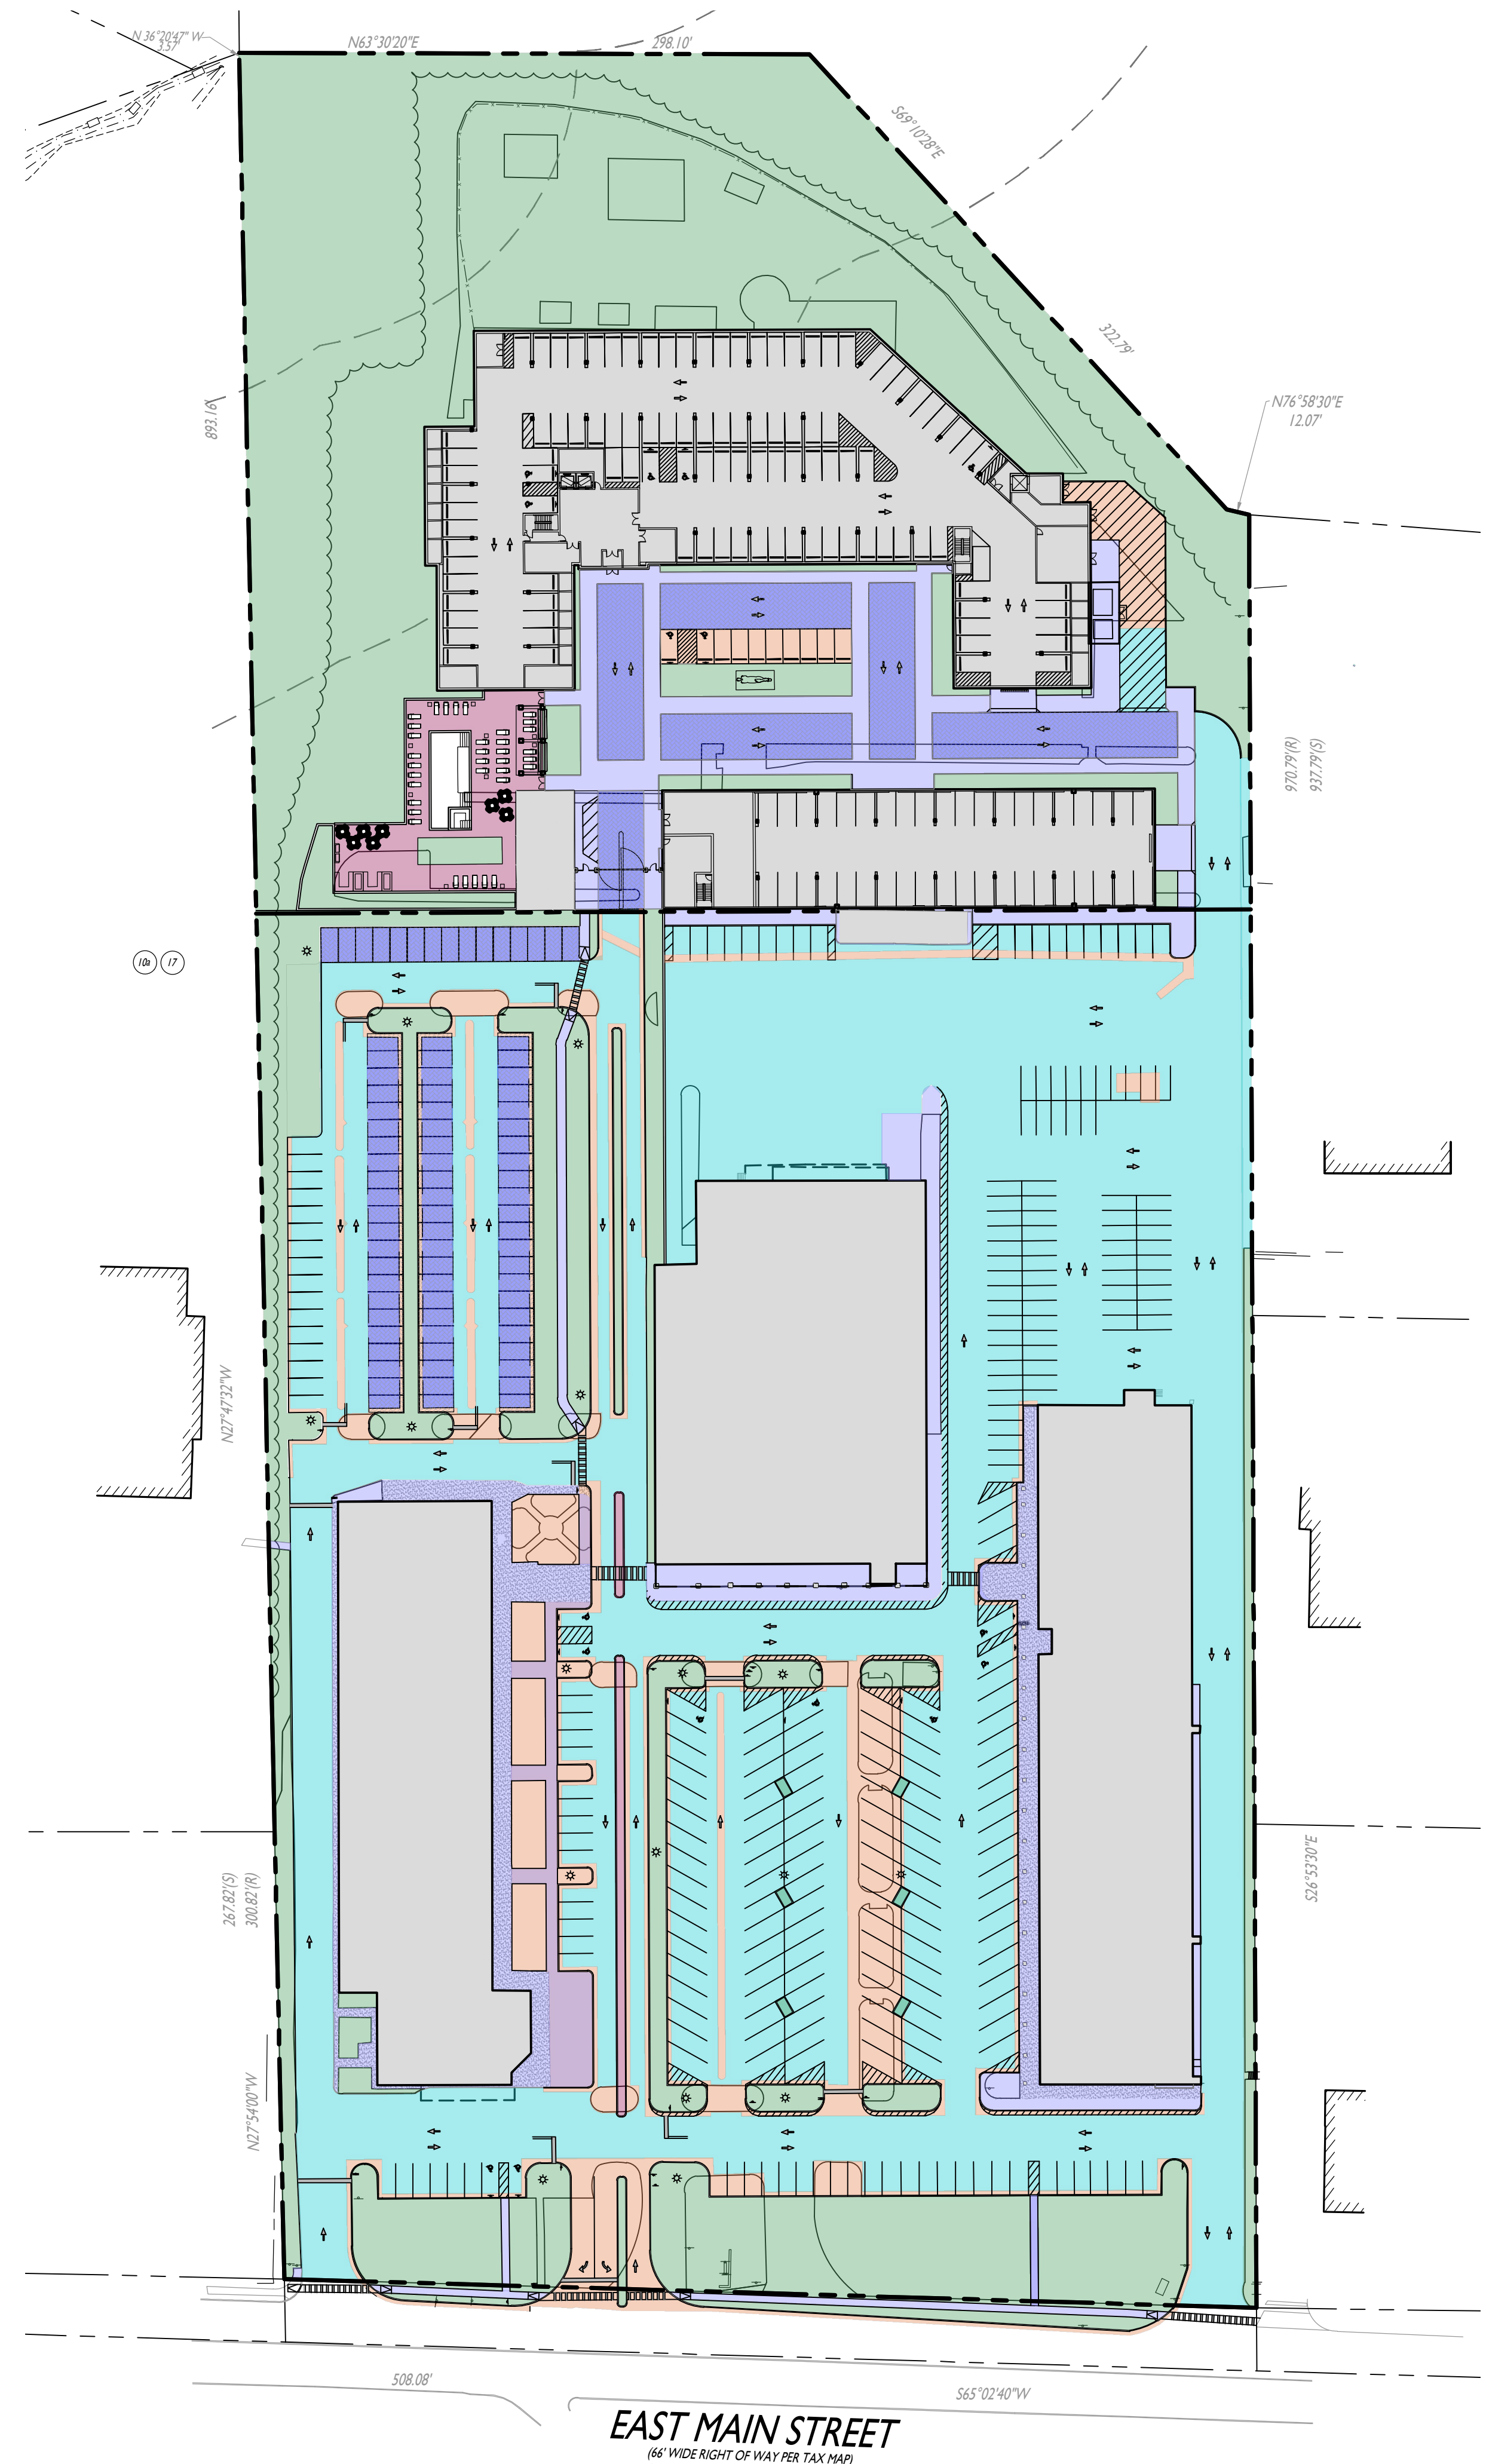 N 36°20'47" W
3.57'
N63°30'20"E
298.10'
S69°10'28"E
322.79'
N76°58'30"E
12.07'
893.16'
970.79'(R)
937.79'(S)
10a
17
N27°47'32"W
267.82'(S)
300.82'(R)
S26°53'30"E
N27°54'00"W
508.08'
S65°02'40"W
EAST MAIN STREET
(66' WIDE RIGHT OF WAY PER TAX MAP)